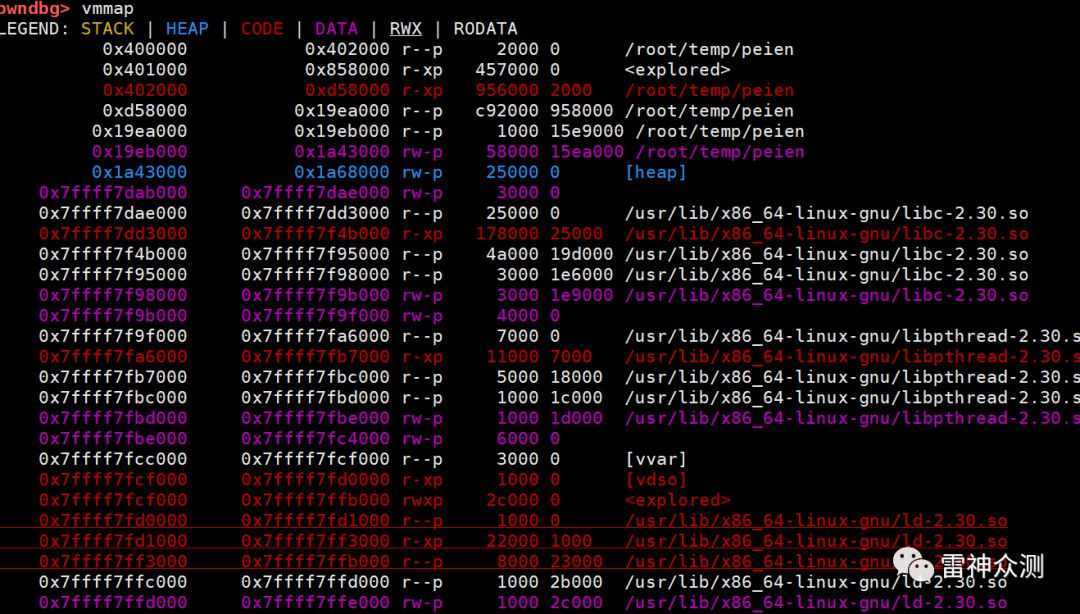 pwndbg> vmmap
LEGEND: STACK | HEAP | CODE | DATA | RWX | RODATA
0x400000 0x402000 r--p 2000 0 /root/temp/peien
0x401000 0x858000 r-xp 457000 0 <explored>
0x402000 0xd58000 r-xp 956000 2000 /root/temp/peien
0xd58000 0x19ea000 r--p c92000 958000 /root/temp/peien
0x19ea000 0x19eb000 r--p 1000 15e9000 /root/temp/peien
0x19eb000 0x1a43000 rw-p 58000 15ea000 /root/temp/peien
0x1a43000 0x1a68000 rw-p 25000 0 [heap]
0x7ffff7dab000 0x7ffff7dae000 rw-p 3000 0
0x7ffff7dae000 0x7ffff7dd3000 r--p 25000 0 /usr/lib/x86_64-linux-gnu/libc-2.30.so
0x7ffff7dd3000 0x7ffff7f4b000 r-xp 178000 25000 /usr/lib/x86_64-linux-gnu/libc-2.30.so
0x7ffff7f4b000 0x7ffff7f95000 r--p 4a000 19d000 /usr/lib/x86_64-linux-gnu/libc-2.30.so
0x7ffff7f95000 0x7ffff7f98000 r--p 3000 1e6000 /usr/lib/x86_64-linux-gnu/libc-2.30.so
0x7ffff7f98000 0x7ffff7f9b000 rw-p 3000 1e9000 /usr/lib/x86_64-linux-gnu/libc-2.30.so
0x7ffff7f9b000 0x7ffff7f9f000 rw-p 4000 0
0x7ffff7f9f000 0x7ffff7fa6000 r--p 7000 0 /usr/lib/x86_64-linux-gnu/libpthread-2.30.s
0x7ffff7fa6000 0x7ffff7fb7000 r-xp 11000 7000 /usr/lib/x86_64-linux-gnu/libpthread-2.30.s
0x7ffff7fb7000 0x7ffff7fbc000 r--p 5000 18000 /usr/lib/x86_64-linux-gnu/libpthread-2.30.s
0x7ffff7fbc000 0x7ffff7fbd000 r--p 1000 1c000 /usr/lib/x86_64-linux-gnu/libpthread-2.30.s
0x7ffff7fbd000 0x7ffff7fbe000 rw-p 1000 1d000 /usr/lib/x86_64-linux-gnu/libpthread-2.30.s
0x7ffff7fbe000 0x7ffff7fc4000 rw-p 6000 0
0x7ffff7fcc000 0x7ffff7fcf000 r--p 3000 0 [vvar]
0x7ffff7fcf000 0x7ffff7fd0000 r-xp 1000 0 [vdso]
0x7ffff7fcf000 0x7ffff7ffb000 rwxp 2c000 0 <explored>
0x7ffff7fd0000 0x7ffff7fd1000 r--p 1000 0 /usr/lib/x86_64-linux-gnu/ld-2.30.so
0x7ffff7fd1000 0x7ffff7ff3000 r-xp 22000 1000 /usr/lib/x86_64-linux-gnu/ld-2.30.so
0x7ffff7ff3000 0x7ffff7ffb000 r--p 8000 23000 /usr/lib/x86_64-linux-gnu/ld-2.30.so
0x7ffff7ffc000 0x7ffff7ffd000 r--p 1000 2b000 /usr/lib/x86_64-linux-gnu/ld-2.30.so
0x7ffff7ffd000 0x7ffff7ffe000 rw-p 1000 2c000 /usr/lib/x86_64-linux-gnu/ld-2.30.so
雷神众测